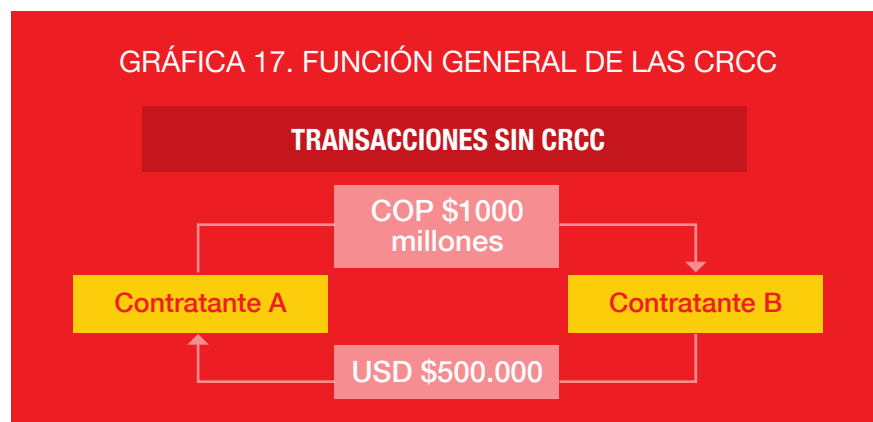 GRÁFICA 17. FUNCIÓN GENERAL DE LAS CRCC
TRANSACCIONES SIN CRCC
COP $1000
millones
Contratante A
Contratante B
USD $500.000